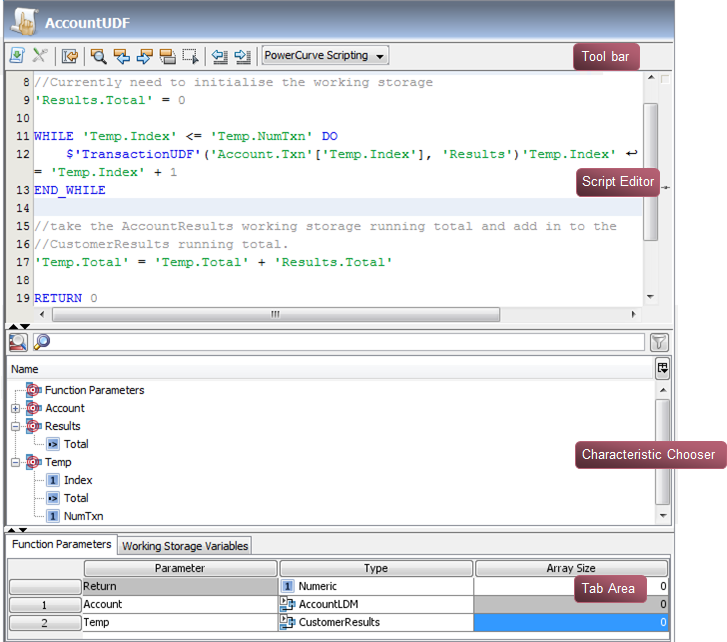 AccountUDF
PowerCurve Scripting
Tool bar
8 //Currently need to initialise the working storage
9 'Results.Total' = 0
10
11 WHILE 'Temp.Index' <= 'Temp.NumTxn' DO
12 $'TransactionUDF'('Account.Txn'['Temp.Index'], 'Results')'Temp.Index'
= 'Temp.Index' + 1
Script Editor
13 END_WHILE
14
15 //take the AccountResults working storage running total and add in to the
16 //CustomerResults running total.
17 'Temp.Total' = 'Temp.Total' + 'Results.Total'
18
19 RETURN 0
Name
Function Parameters
Account
Results
Total
Characteristic Chooser
Temp
1 Index
Total
1 NumTxn
Function Parameters Working Storage Variables
Parameter Type Array Size
Return 1 Numeric 0
Tab Area
1 Account AccountLDM 0
2 Temp CustomerResults 0